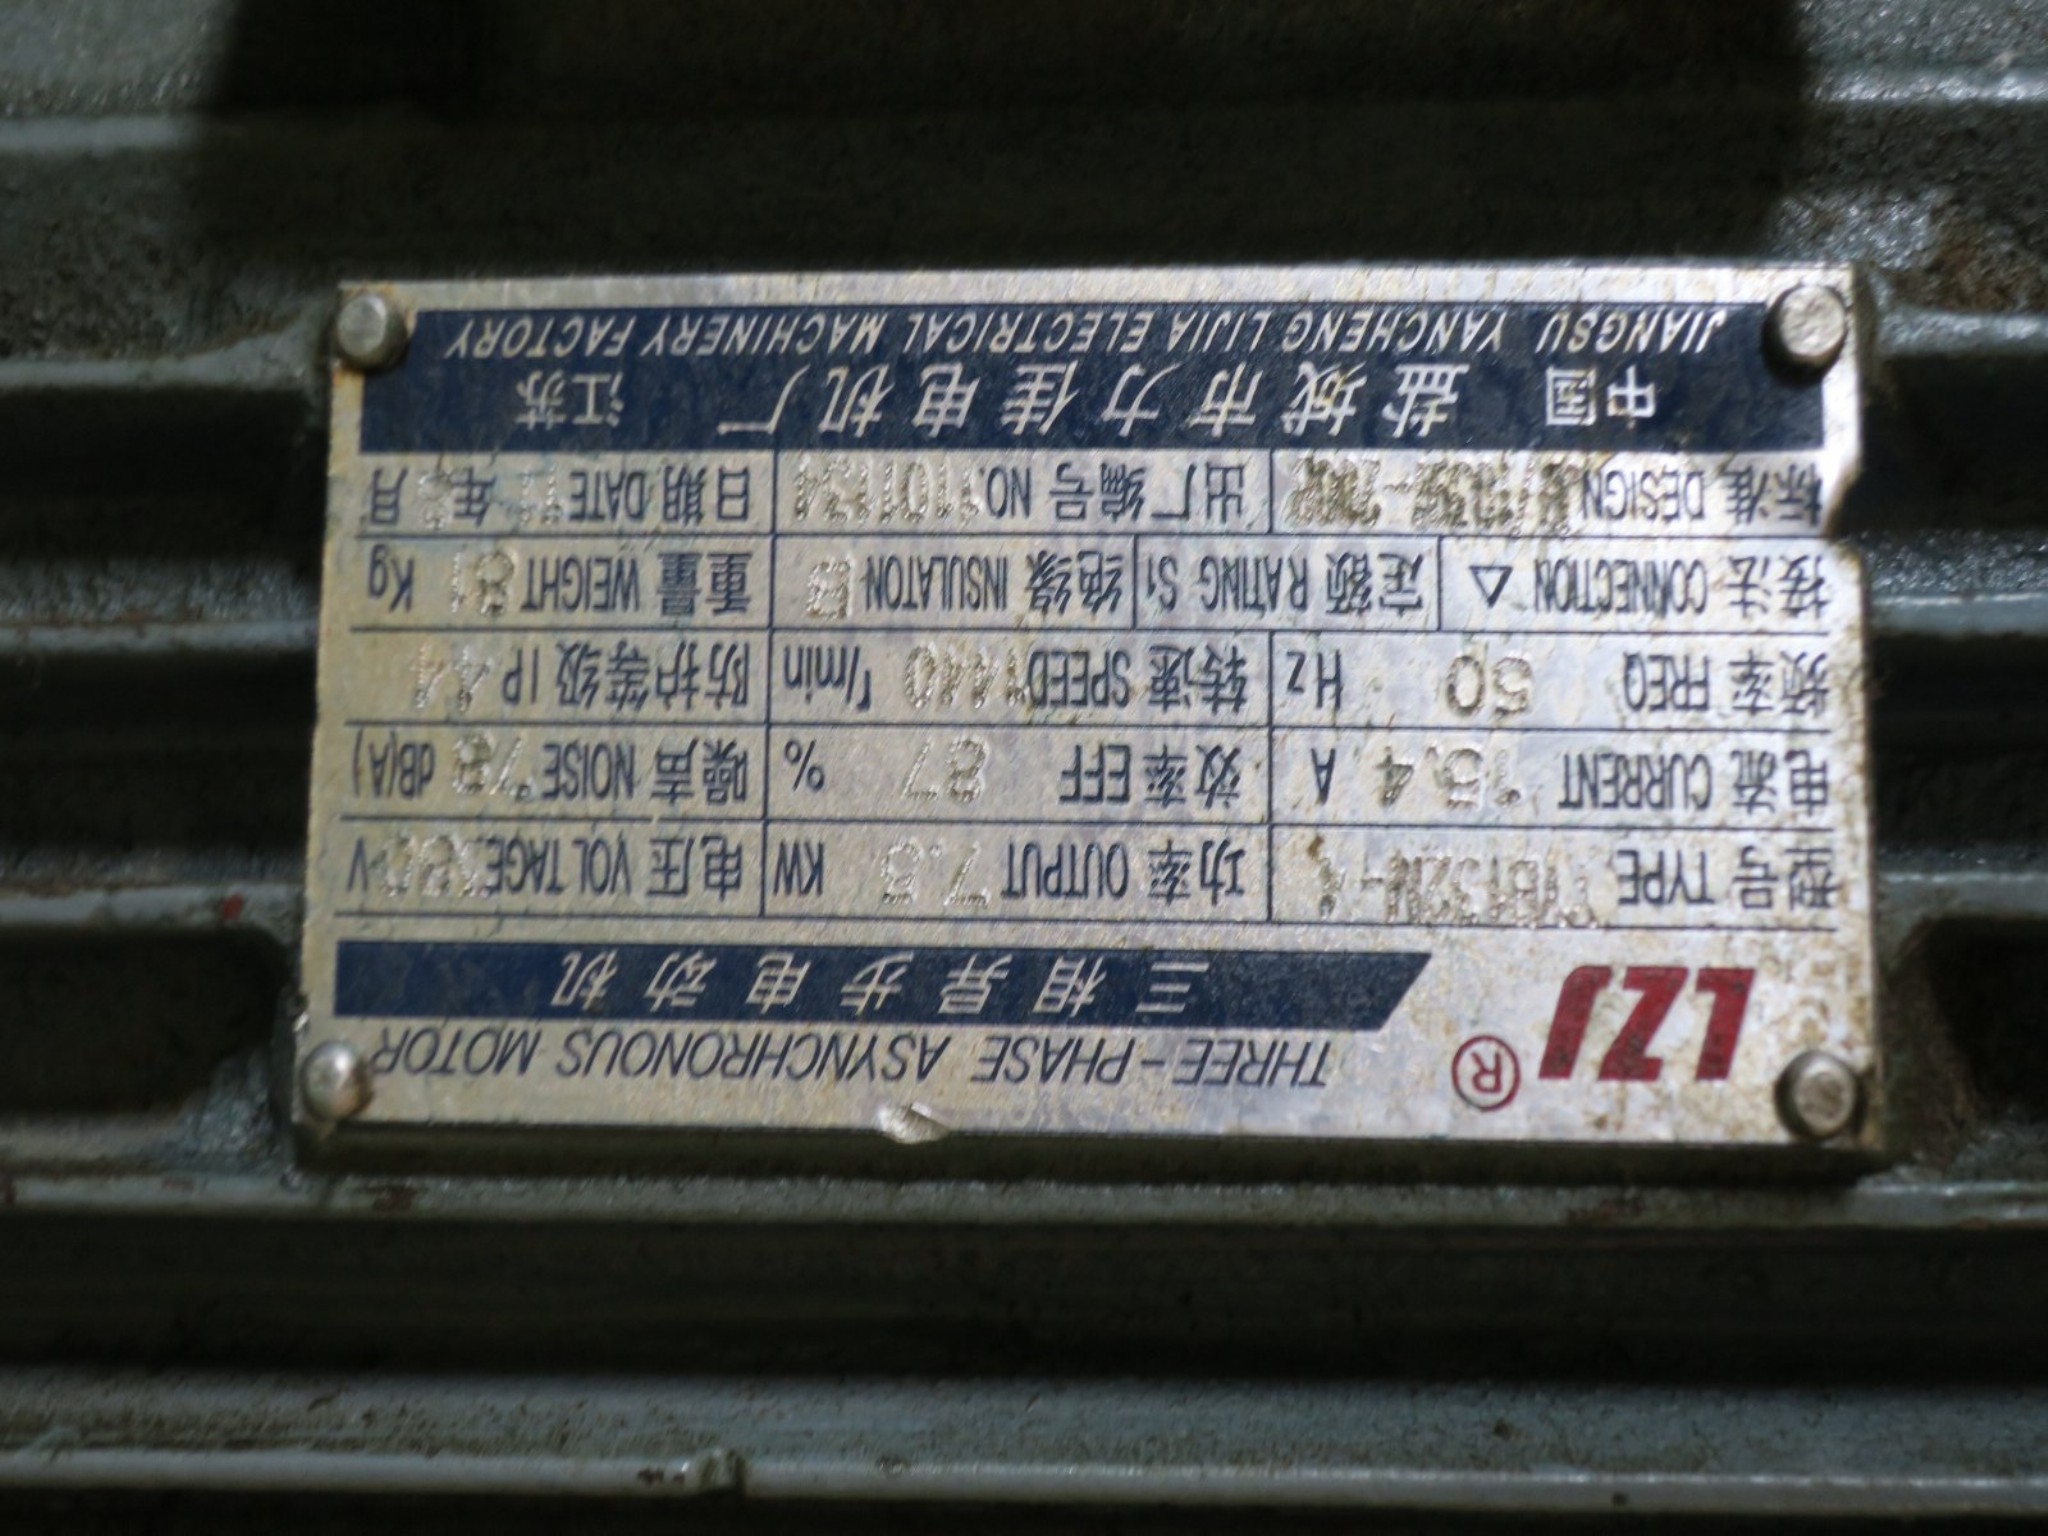 LZJ ® THREE-PHASE ASYNCHRONOUS MOTOR
三相异步电动机
型号 TYPE 功率 OUTPUT 7.5 KW 电压 VOLTAGE 380 V
电流 CURRENT 15.4 A 效率 EFF 87 % 噪声 NOISE 78 dB(A)
频率 FREQ 50 Hz 转速 SPEED 1440 r/min 防护等级 IP 44
接法 CONNECTION △ 定额 RATING S1 绝缘 INSULATON B 重量 WEIGHT 81 Kg
标准 DESIGN 出厂编号 NO. 日期 DATE 年 月
中国 盐城市力佳电机厂 江苏
JIANGSU YANCHENG LIJIA ELECTRICAL MACHINERY FACTORY